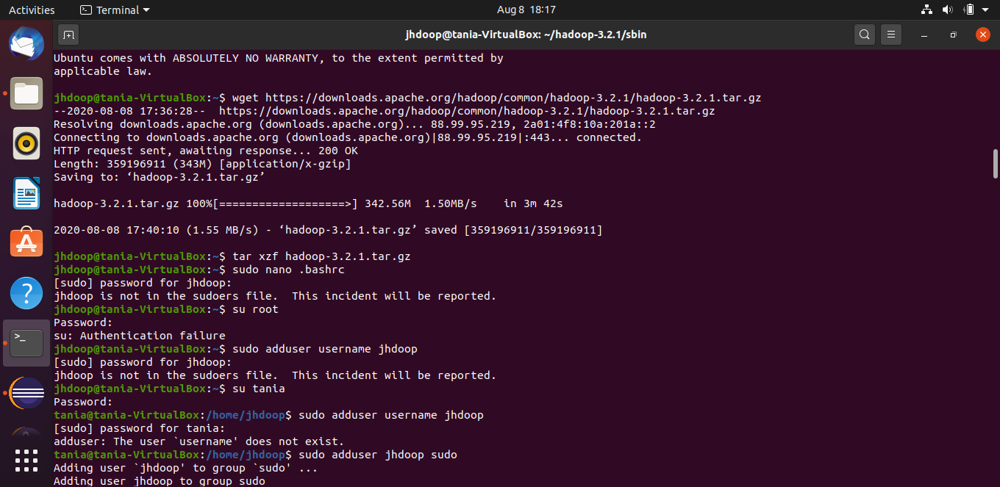 Activities Terminal Aug 8 18:17
jhdoop@tania-VirtualBox: ~/hadoop-3.2.1/sbin
Ubuntu comes with ABSOLUTELY NO WARRANTY, to the extent permitted by
applicable law.
jhdoop@tania-VirtualBox:~$ wget https://downloads.apache.org/hadoop/common/hadoop-3.2.1/hadoop-3.2.1.tar.gz
--2020-08-08 17:36:28--  https://downloads.apache.org/hadoop/common/hadoop-3.2.1/hadoop-3.2.1.tar.gz
Resolving downloads.apache.org (downloads.apache.org)... 88.99.95.219, 2a01:4f8:10a:201a::2
Connecting to downloads.apache.org (downloads.apache.org)|88.99.95.219|:443... connected.
HTTP request sent, awaiting response... 200 OK
Length: 359196911 (343M) [application/x-gzip]
Saving to: ‘hadoop-3.2.1.tar.gz’
hadoop-3.2.1.tar.gz 100%[===================>] 342.56M  1.50MB/s    in 3m 42s
2020-08-08 17:40:10 (1.55 MB/s) - ‘hadoop-3.2.1.tar.gz’ saved [359196911/359196911]
jhdoop@tania-VirtualBox:~$ tar xzf hadoop-3.2.1.tar.gz
jhdoop@tania-VirtualBox:~$ sudo nano .bashrc
[sudo] password for jhdoop:
jhdoop is not in the sudoers file.  This incident will be reported.
jhdoop@tania-VirtualBox:~$ su root
Password:
su: Authentication failure
jhdoop@tania-VirtualBox:~$ sudo adduser username jhdoop
[sudo] password for jhdoop:
jhdoop is not in the sudoers file.  This incident will be reported.
jhdoop@tania-VirtualBox:~$ su tania
Password:
tania@tania-VirtualBox:/home/jhdoop$ sudo adduser username jhdoop
[sudo] password for tania:
adduser: The user `username' does not exist.
tania@tania-VirtualBox:/home/jhdoop$ sudo adduser jhdoop sudo
Adding user `jhdoop' to group `sudo' ...
Adding user jhdoop to group sudo